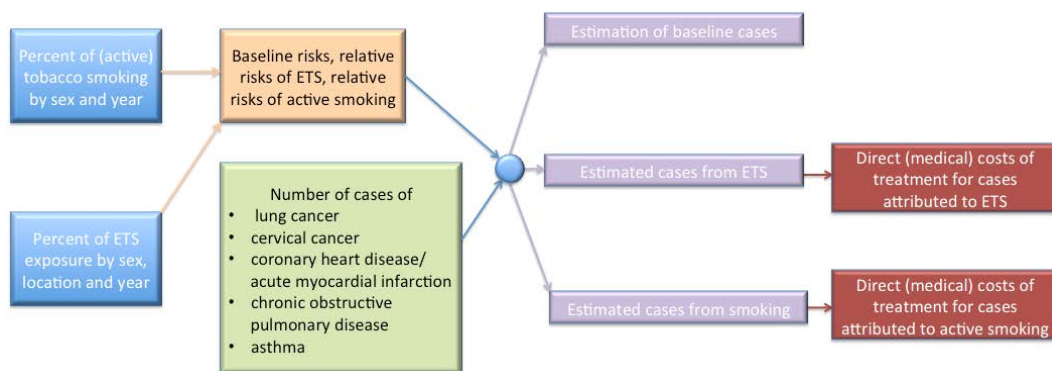 Percent of (active)
tobacco smoking
by sex and year
Percent of ETS
exposure by sex,
location and year
Baseline risks, relative
risks of ETS, relative
risks of active smoking
Number of cases of
• lung cancer
• cervical cancer
• coronary heart disease/
acute myocardial infarction
• chronic obstructive
pulmonary disease
• asthma
Estimation of baseline cases
Estimated cases from ETS
Estimated cases from smoking
Direct (medical) costs of
treatment for cases
attributed to ETS
Direct (medical) costs of
treatment for cases
attributed to active smoking